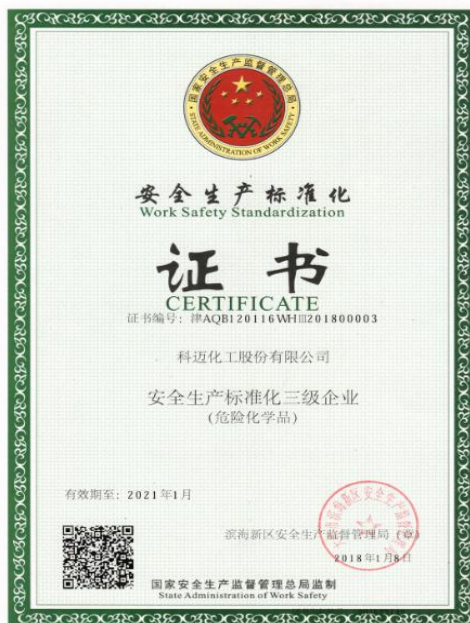 国家安全生产监督管理总局
STATE ADMINISTRATION OF WORK SAFETY
安全生产标准化
Work Safety Standardization
证书
CERTIFICATE
证书编号：津AQB120116WHⅢ201800003
科迈化工股份有限公司
安全生产标准化三级企业
(危险化学品)
有效期至：2021年1月
滨海新区安全生产监督管理局（章）
2018年1月8日
国家安全生产监督管理总局监制
State Administration of Work Safety